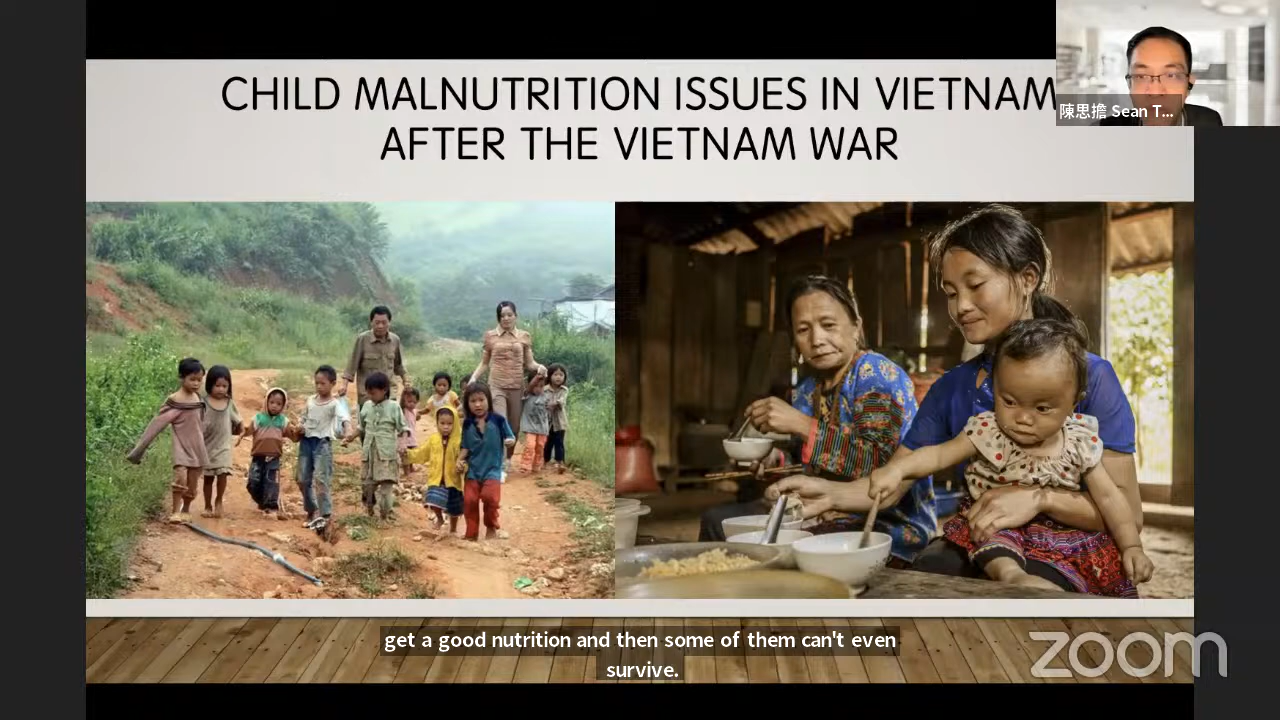 CHILD MALNUTRITION ISSUES IN VIETNAM
AFTER THE VIETNAM WAR
陳思擔 Sean T...
get a good nutrition and then some of them can't even
survive.
zoom